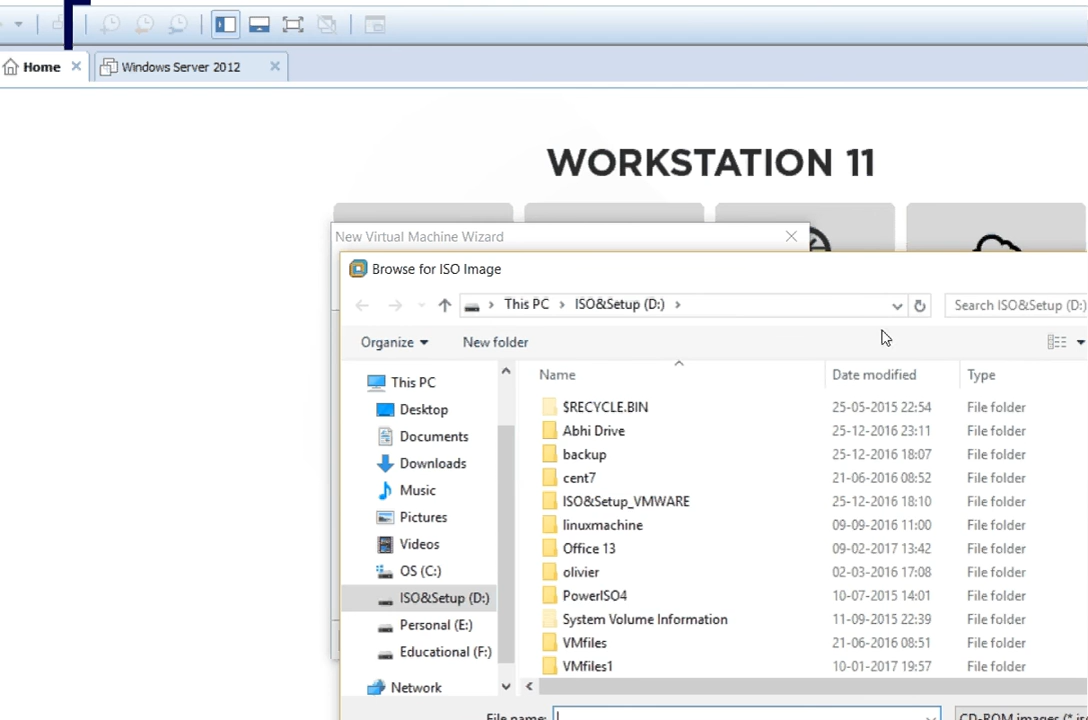 Home
Windows Server 2012
WORKSTATION 11
New Virtual Machine Wizard
Browse for ISO Image
This PC > ISO&Setup (D:) >
Search ISO&Setup (D:)
Organize
New folder
Name Date modified Type
This PC
Desktop
Documents
Downloads
Music
Pictures
Videos
OS (C:)
ISO&Setup (D:)
Personal (E:)
Educational (F:)
Network
$RECYCLE.BIN 25-05-2015 22:54 File folder
Abhi Drive 25-12-2016 23:11 File folder
backup 25-12-2016 18:07 File folder
cent7 21-06-2016 08:52 File folder
ISO&Setup_VMWARE 25-12-2016 18:10 File folder
linuxmachine 09-09-2016 11:00 File folder
Office 13 09-02-2017 13:42 File folder
olivier 02-03-2016 17:08 File folder
PowerISO4 10-07-2015 14:01 File folder
System Volume Information 11-09-2015 22:39 File folder
VMfiles 21-06-2016 08:51 File folder
VMfiles1 10-01-2017 19:57 File folder
File name:
CD-ROM images (*.is